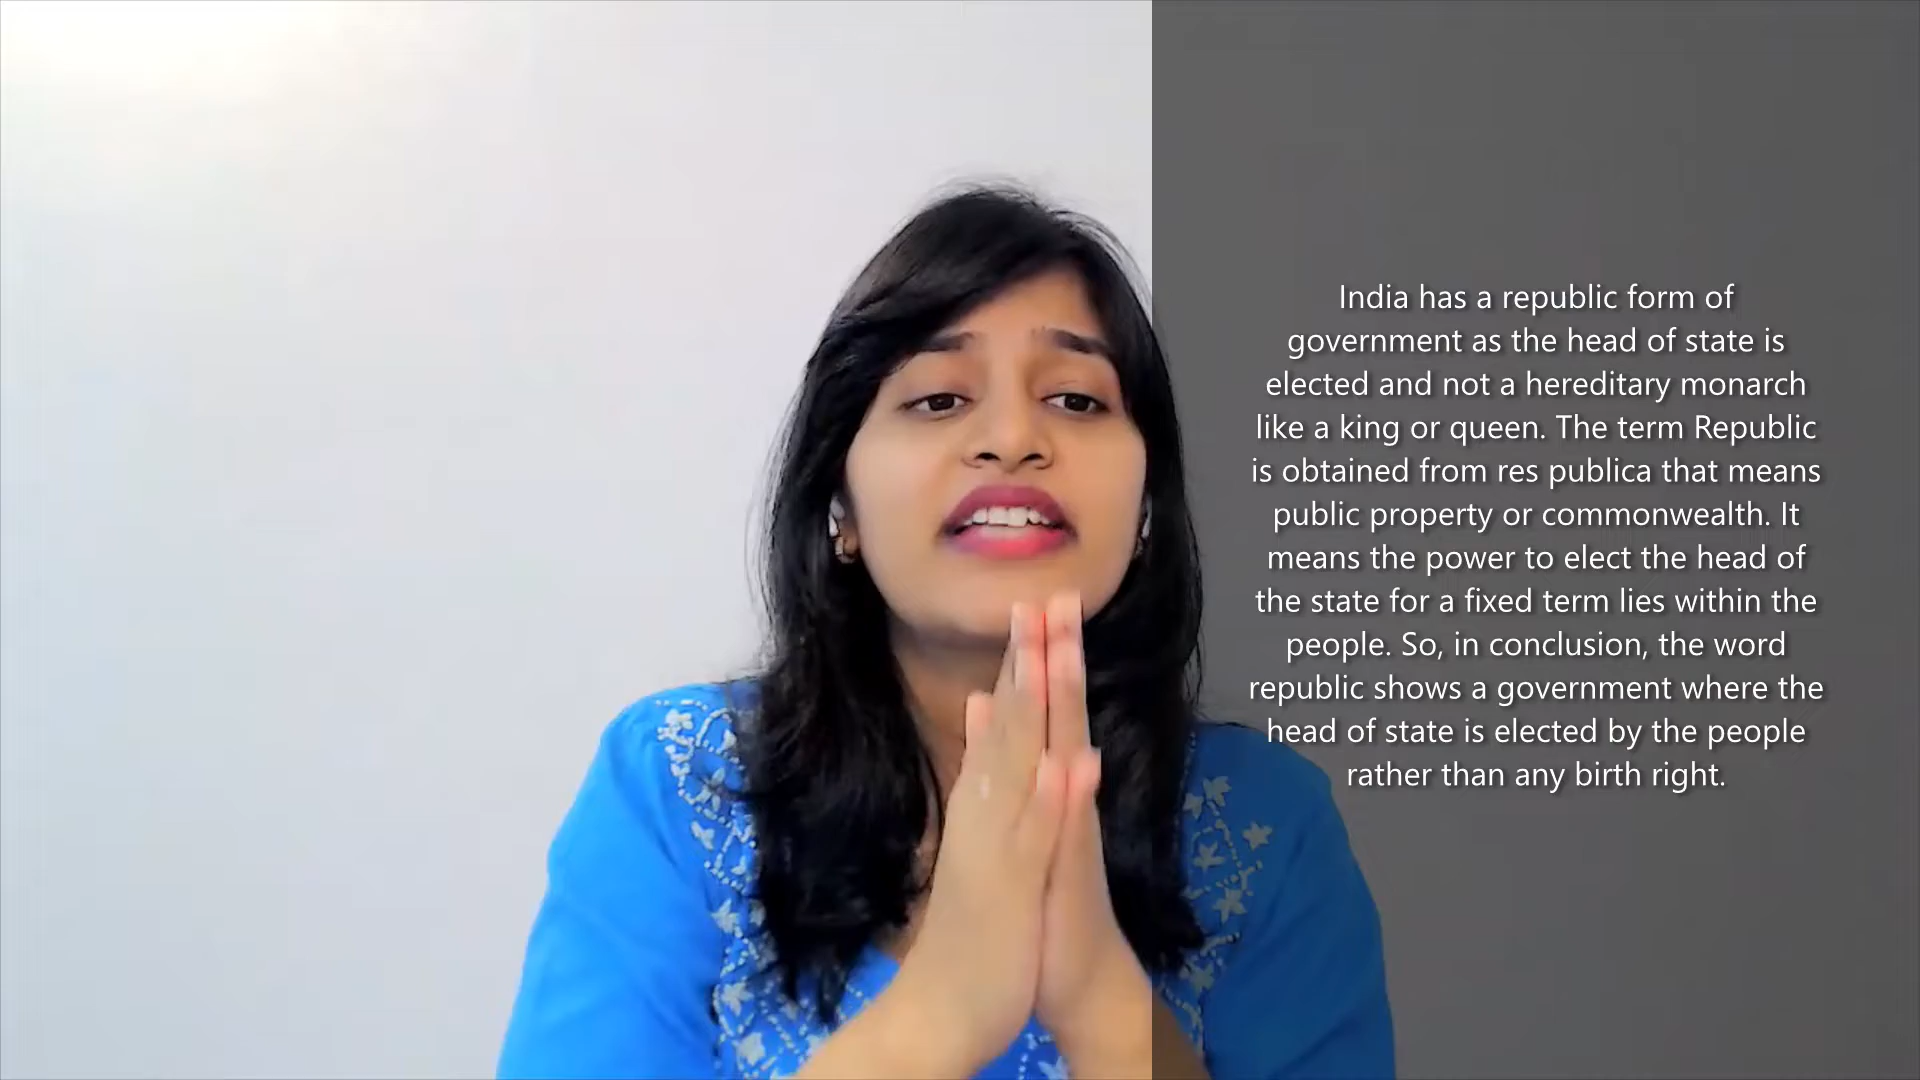 India has a republic form of
government as the head of state is
elected and not a hereditary monarch
like a king or queen. The term Republic
is obtained from res publica that means
public property or commonwealth. It
means the power to elect the head of
the state for a fixed term lies within the
people. So, in conclusion, the word
republic shows a government where the
head of state is elected by the people
rather than any birth right.